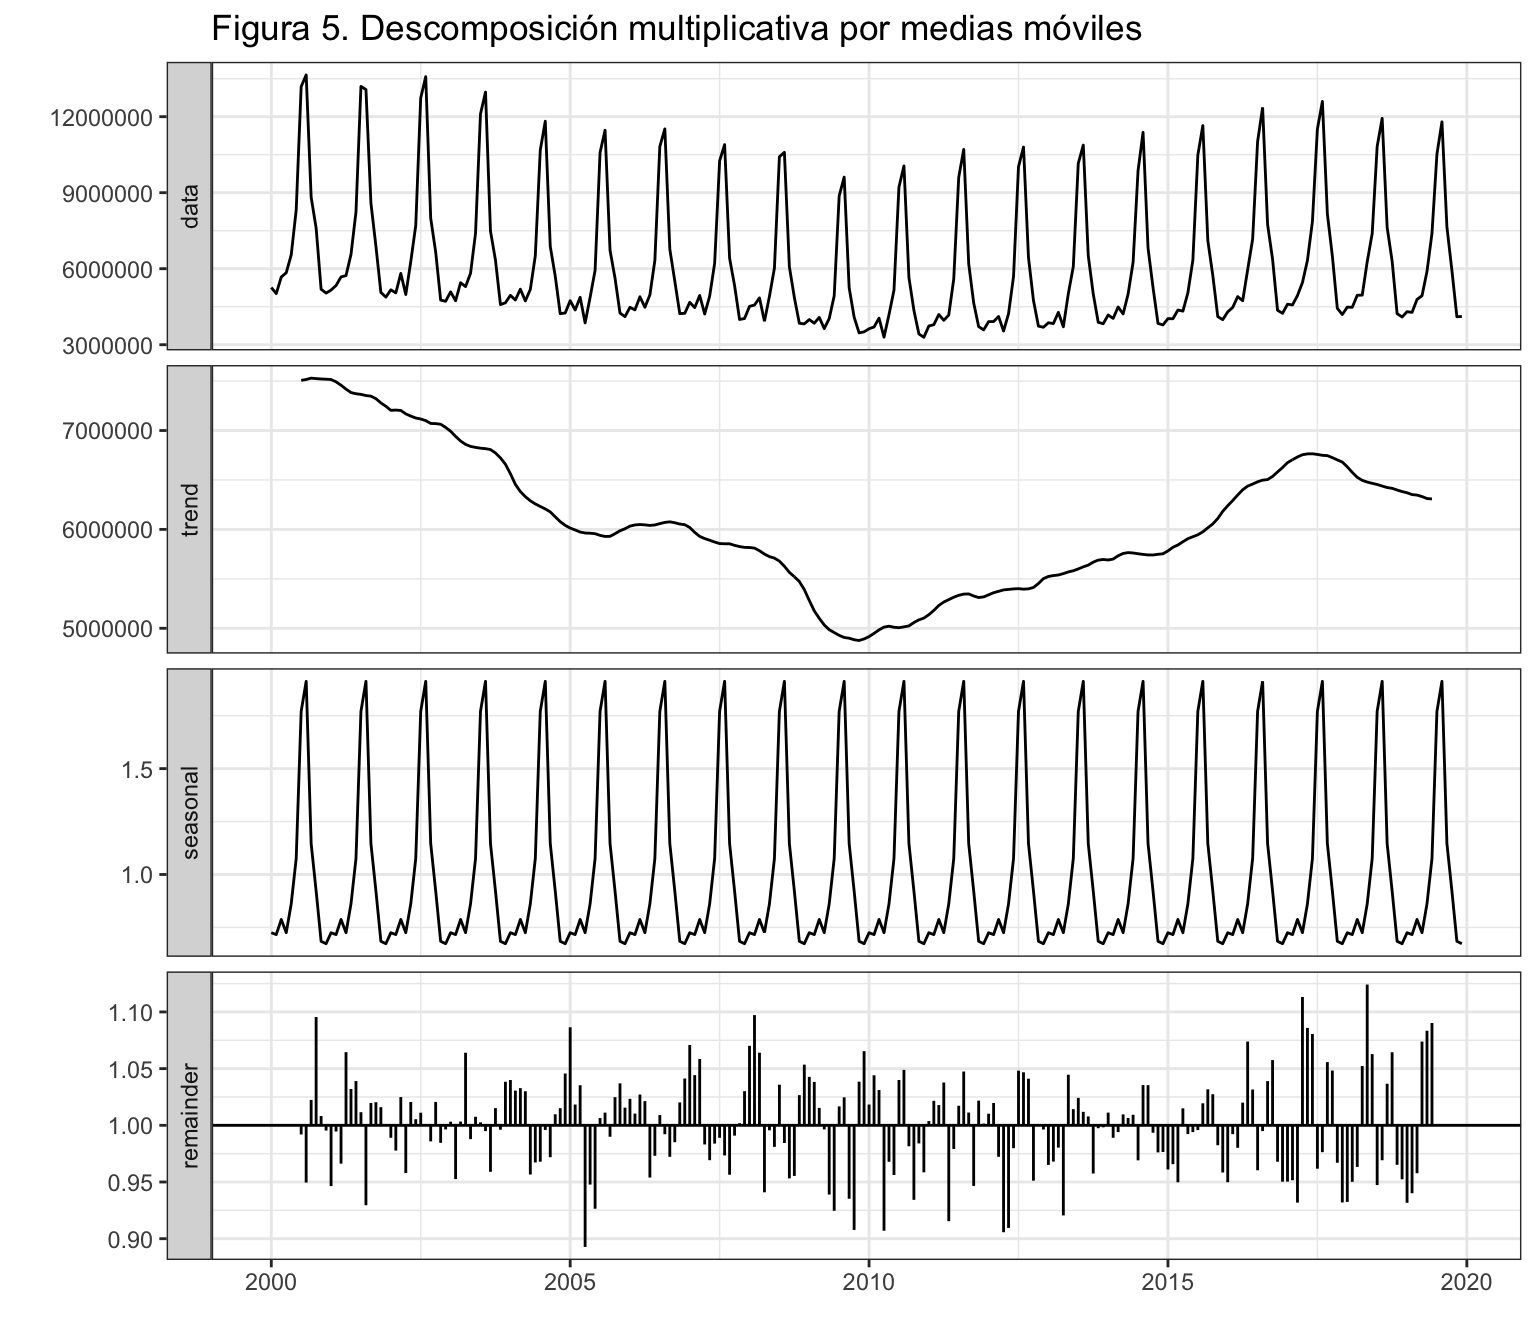 Figura 5. Descomposición multiplicativa por medias móviles
12000000
9000000
6000000
3000000
data
7000000
6000000
5000000
trend
1.5
1.0
seasonal
1.10
1.05
1.00
0.95
0.90
remainder
2000 2005 2010 2015 2020